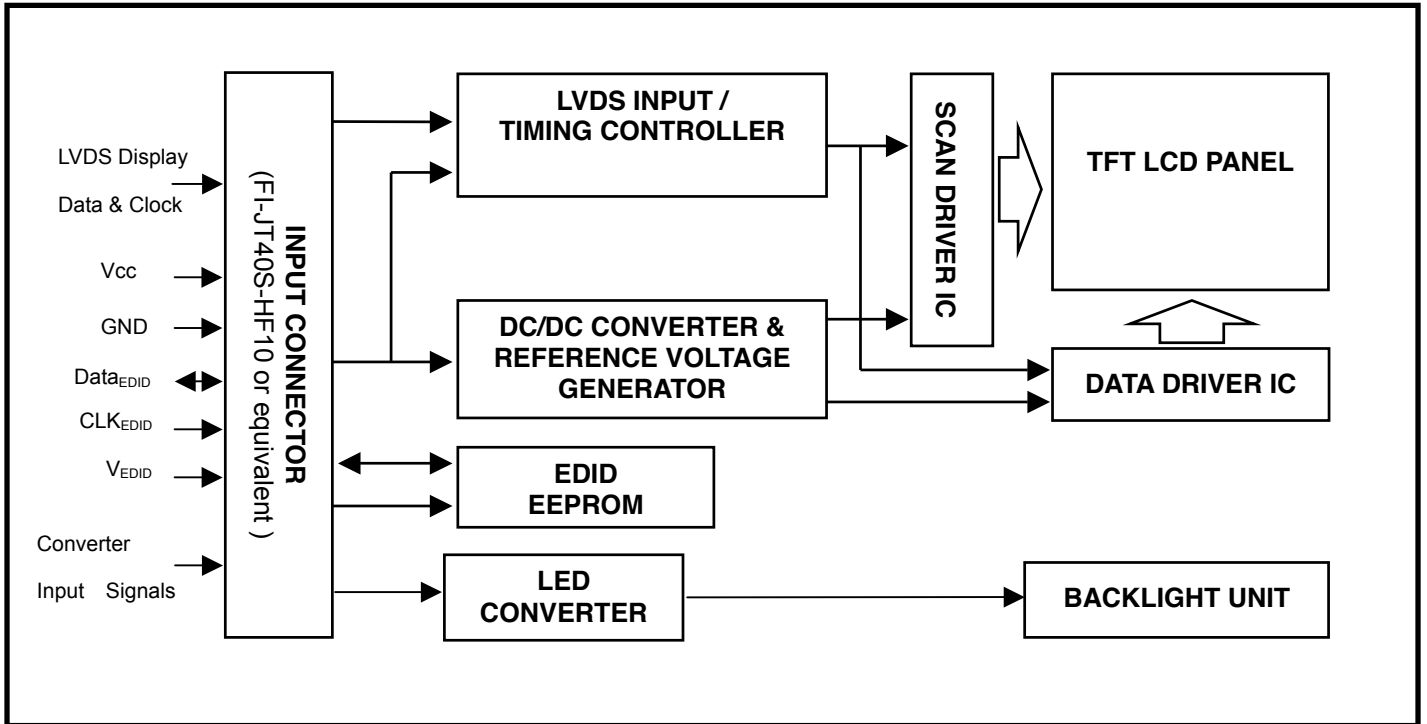 LVDS Display
Data & Clock
Vcc
GND
DataEDID
CLKEDID
VEDID
Converter
Input Signals
INPUT CONNECTOR
(FI-JT40S-HF10 or equivalent )
LVDS INPUT /
TIMING CONTROLLER
DC/DC CONVERTER &
REFERENCE VOLTAGE
GENERATOR
EDID
EEPROM
LED
CONVERTER
SCAN DRIVER IC
TFT LCD PANEL
DATA DRIVER IC
BACKLIGHT UNIT